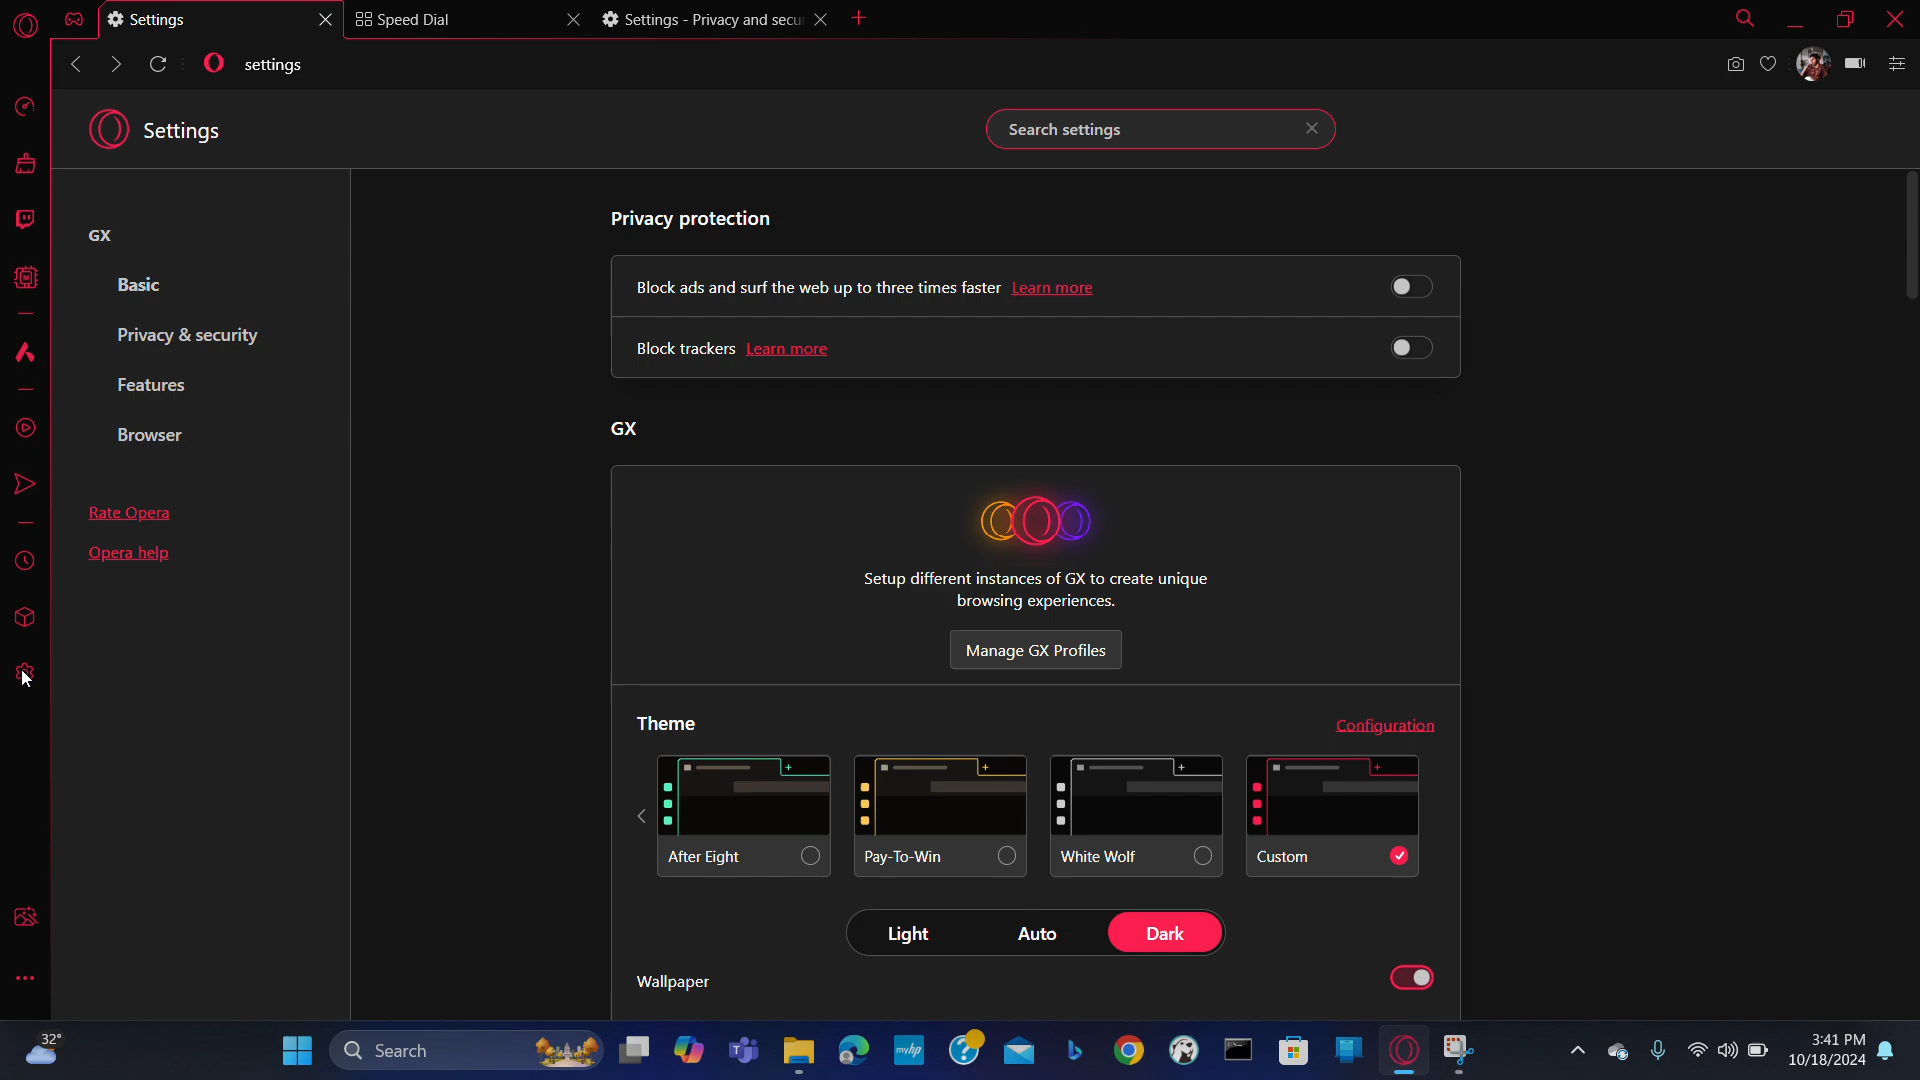 Settings
Speed Dial
Settings - Privacy and secu
settings
Settings
Search settings
GX
Basic
Privacy & security
Features
Browser
Rate Opera
Opera help
Privacy protection
Block ads and surf the web up to three times faster Learn more
Block trackers Learn more
GX
Setup different instances of GX to create unique
browsing experiences.
Manage GX Profiles
Theme
Configuration
After Eight
Pay-To-Win
White Wolf
Custom
Light
Auto
Dark
Wallpaper
32°
Search
myhp
3:41 PM
10/18/2024